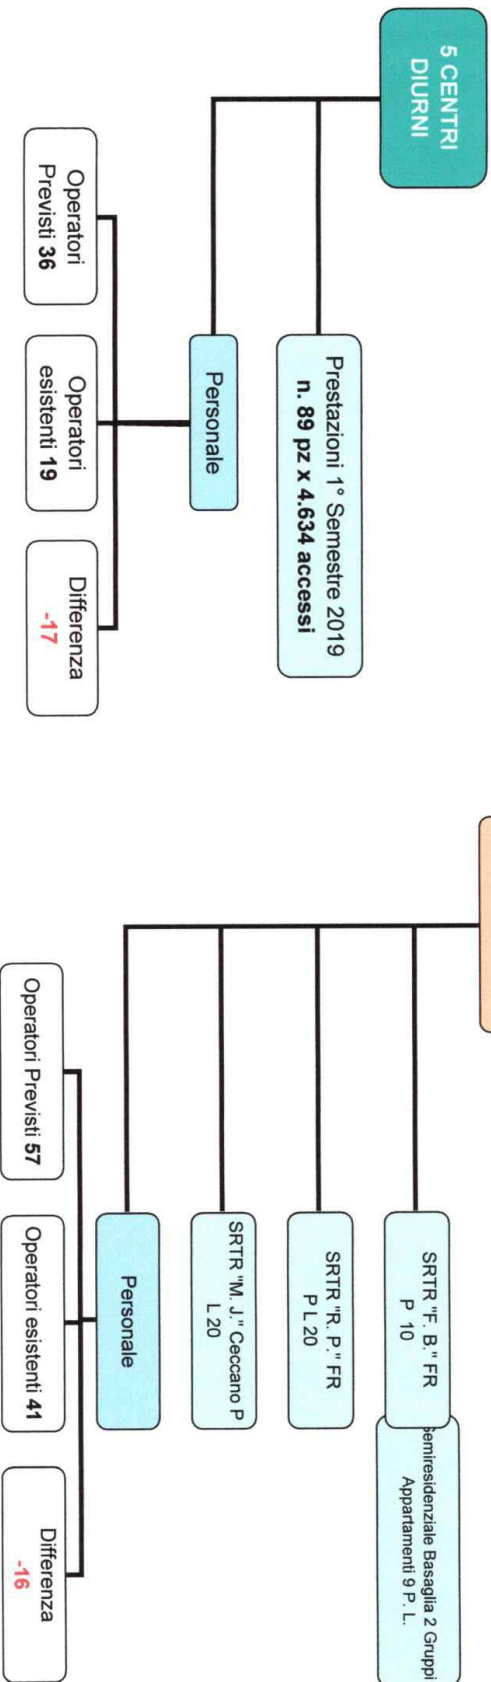 5 CENTRI
DIURNI
Prestazioni 1° Semestre 2019
n. 89 pz x 4.634 accessi
Personale
Operatori
Previsti 36
Operatori
esistenti 19
Differenza
-17
SRTR "F. B." FR
P 10
Semiresidenziale Basaglia 2 Gruppi
Appartamenti 9 P. L.
SRTR "R. P." FR
P L 20
SRTR "M. J." Ceccano P
L 20
Personale
Operatori Previsti 57
Operatori esistenti 41
Differenza
-16